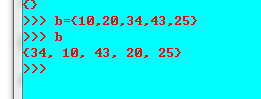 {}
>>> b={10,20,34,43,25}
>>> b
{34, 10, 43, 20, 25}
>>>